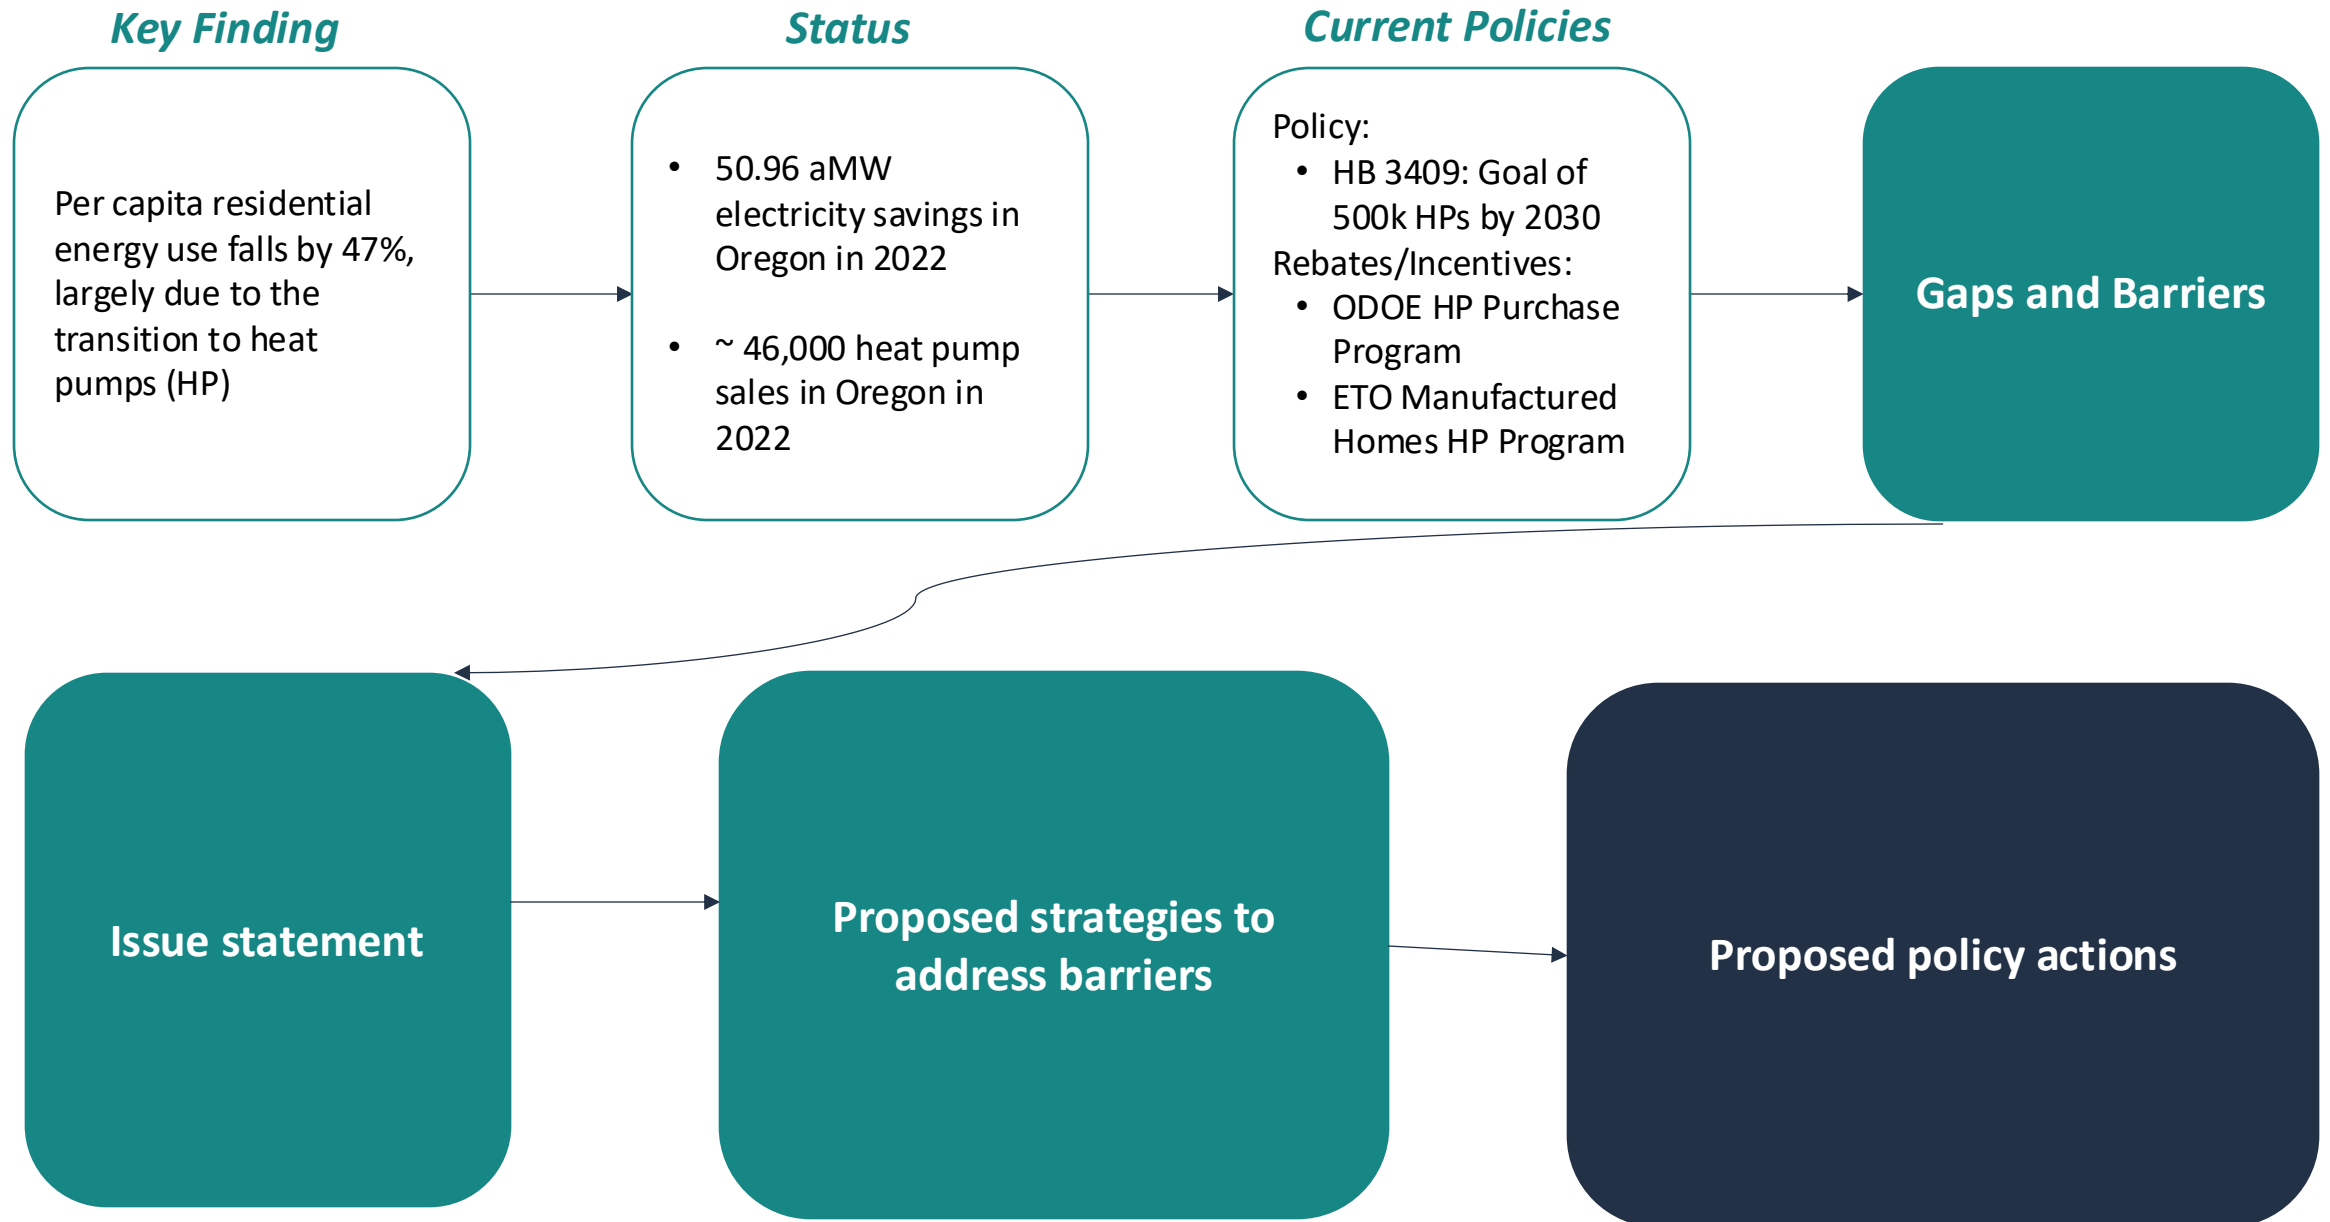 Key Finding
Status
Current Policies
Per capita residential
energy use falls by 47%,
largely due to the
transition to heat
pumps (HP)
• 50.96 aMW
electricity savings in
Oregon in 2022
• ~ 46,000 heat pump
sales in Oregon in
2022
Policy:
• HB 3409: Goal of
500k HPs by 2030
Rebates/Incentives:
• ODOE HP Purchase
Program
• ETO Manufactured
Homes HP Program
Gaps and Barriers
Issue statement
Proposed strategies to
address barriers
Proposed policy actions